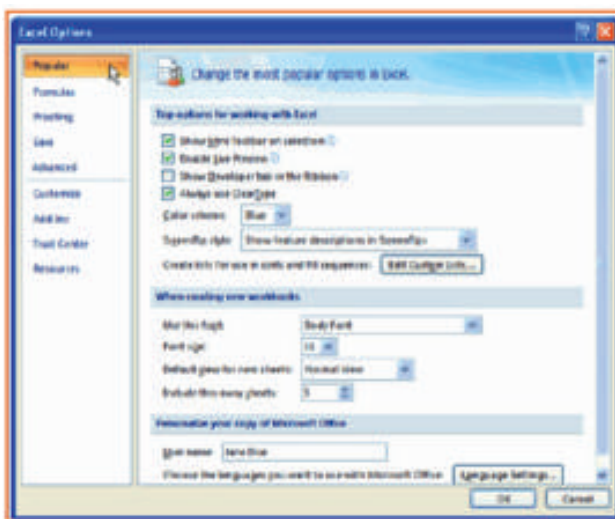 Excel Options
Popular
Formulas
Proofing
Save
Advanced
Customize
Add-Ins
Trust Center
Resources
Change the most popular options in Excel.
Top options for working with Excel
Show Mini Toolbar on selection
Enable Live Preview
Show Developer tab in the Ribbon
Always use ClearType
Color scheme: Blue
ScreenTip style: Show feature descriptions in ScreenTips
Create lists for use in sorts and fill sequences: Edit Custom Lists...
When creating new workbooks
Use this font: Body Font
Font size: 11
Default view for new sheets: Normal View
Include this many sheets:
Personalize your copy of Microsoft Office
User name: Jane
Choose the languages you want to use with Microsoft Office: Language Settings...
OK Cancel